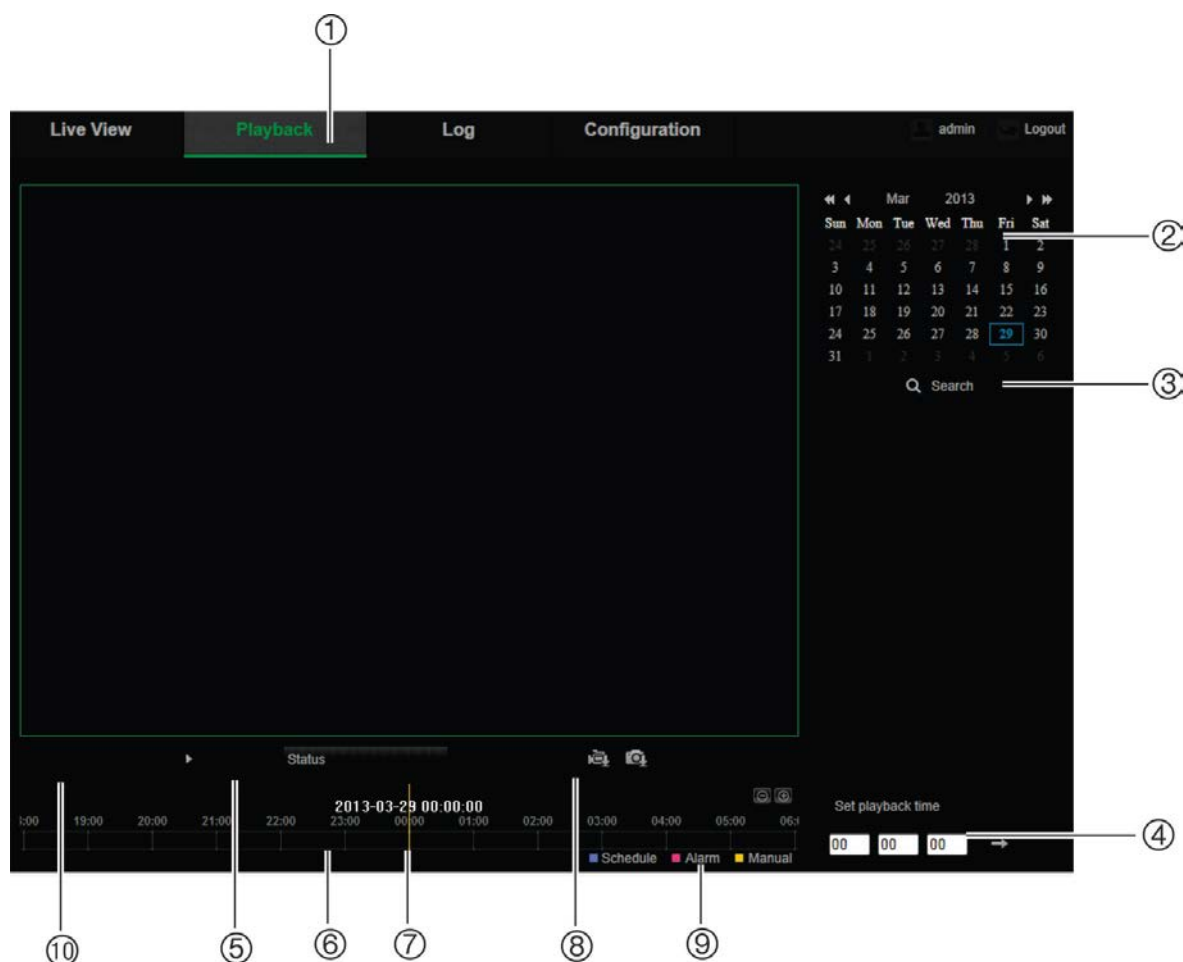 ①
Live View Playback Log Configuration admin Logout
Mar 2013
Sun Mon Tue Wed Thu Fri Sat
24 25 26 27 28 1 2
②
3 4 5 6 7 8 9
10 11 12 13 14 15 16
17 18 19 20 21 22 23
24 25 26 27 28 29 30
31 1 2 3 4 5 6
Search
③
Status
2013-03-29 00:00:00
19:00 20:00 21:00 22:00 23:00 00:00 01:00 02:00 03:00 04:00 05:00
Set playback time
00 00 00
④
Schedule Alarm Manual
⑩ ⑤ ⑥ ⑦ ⑧ ⑨